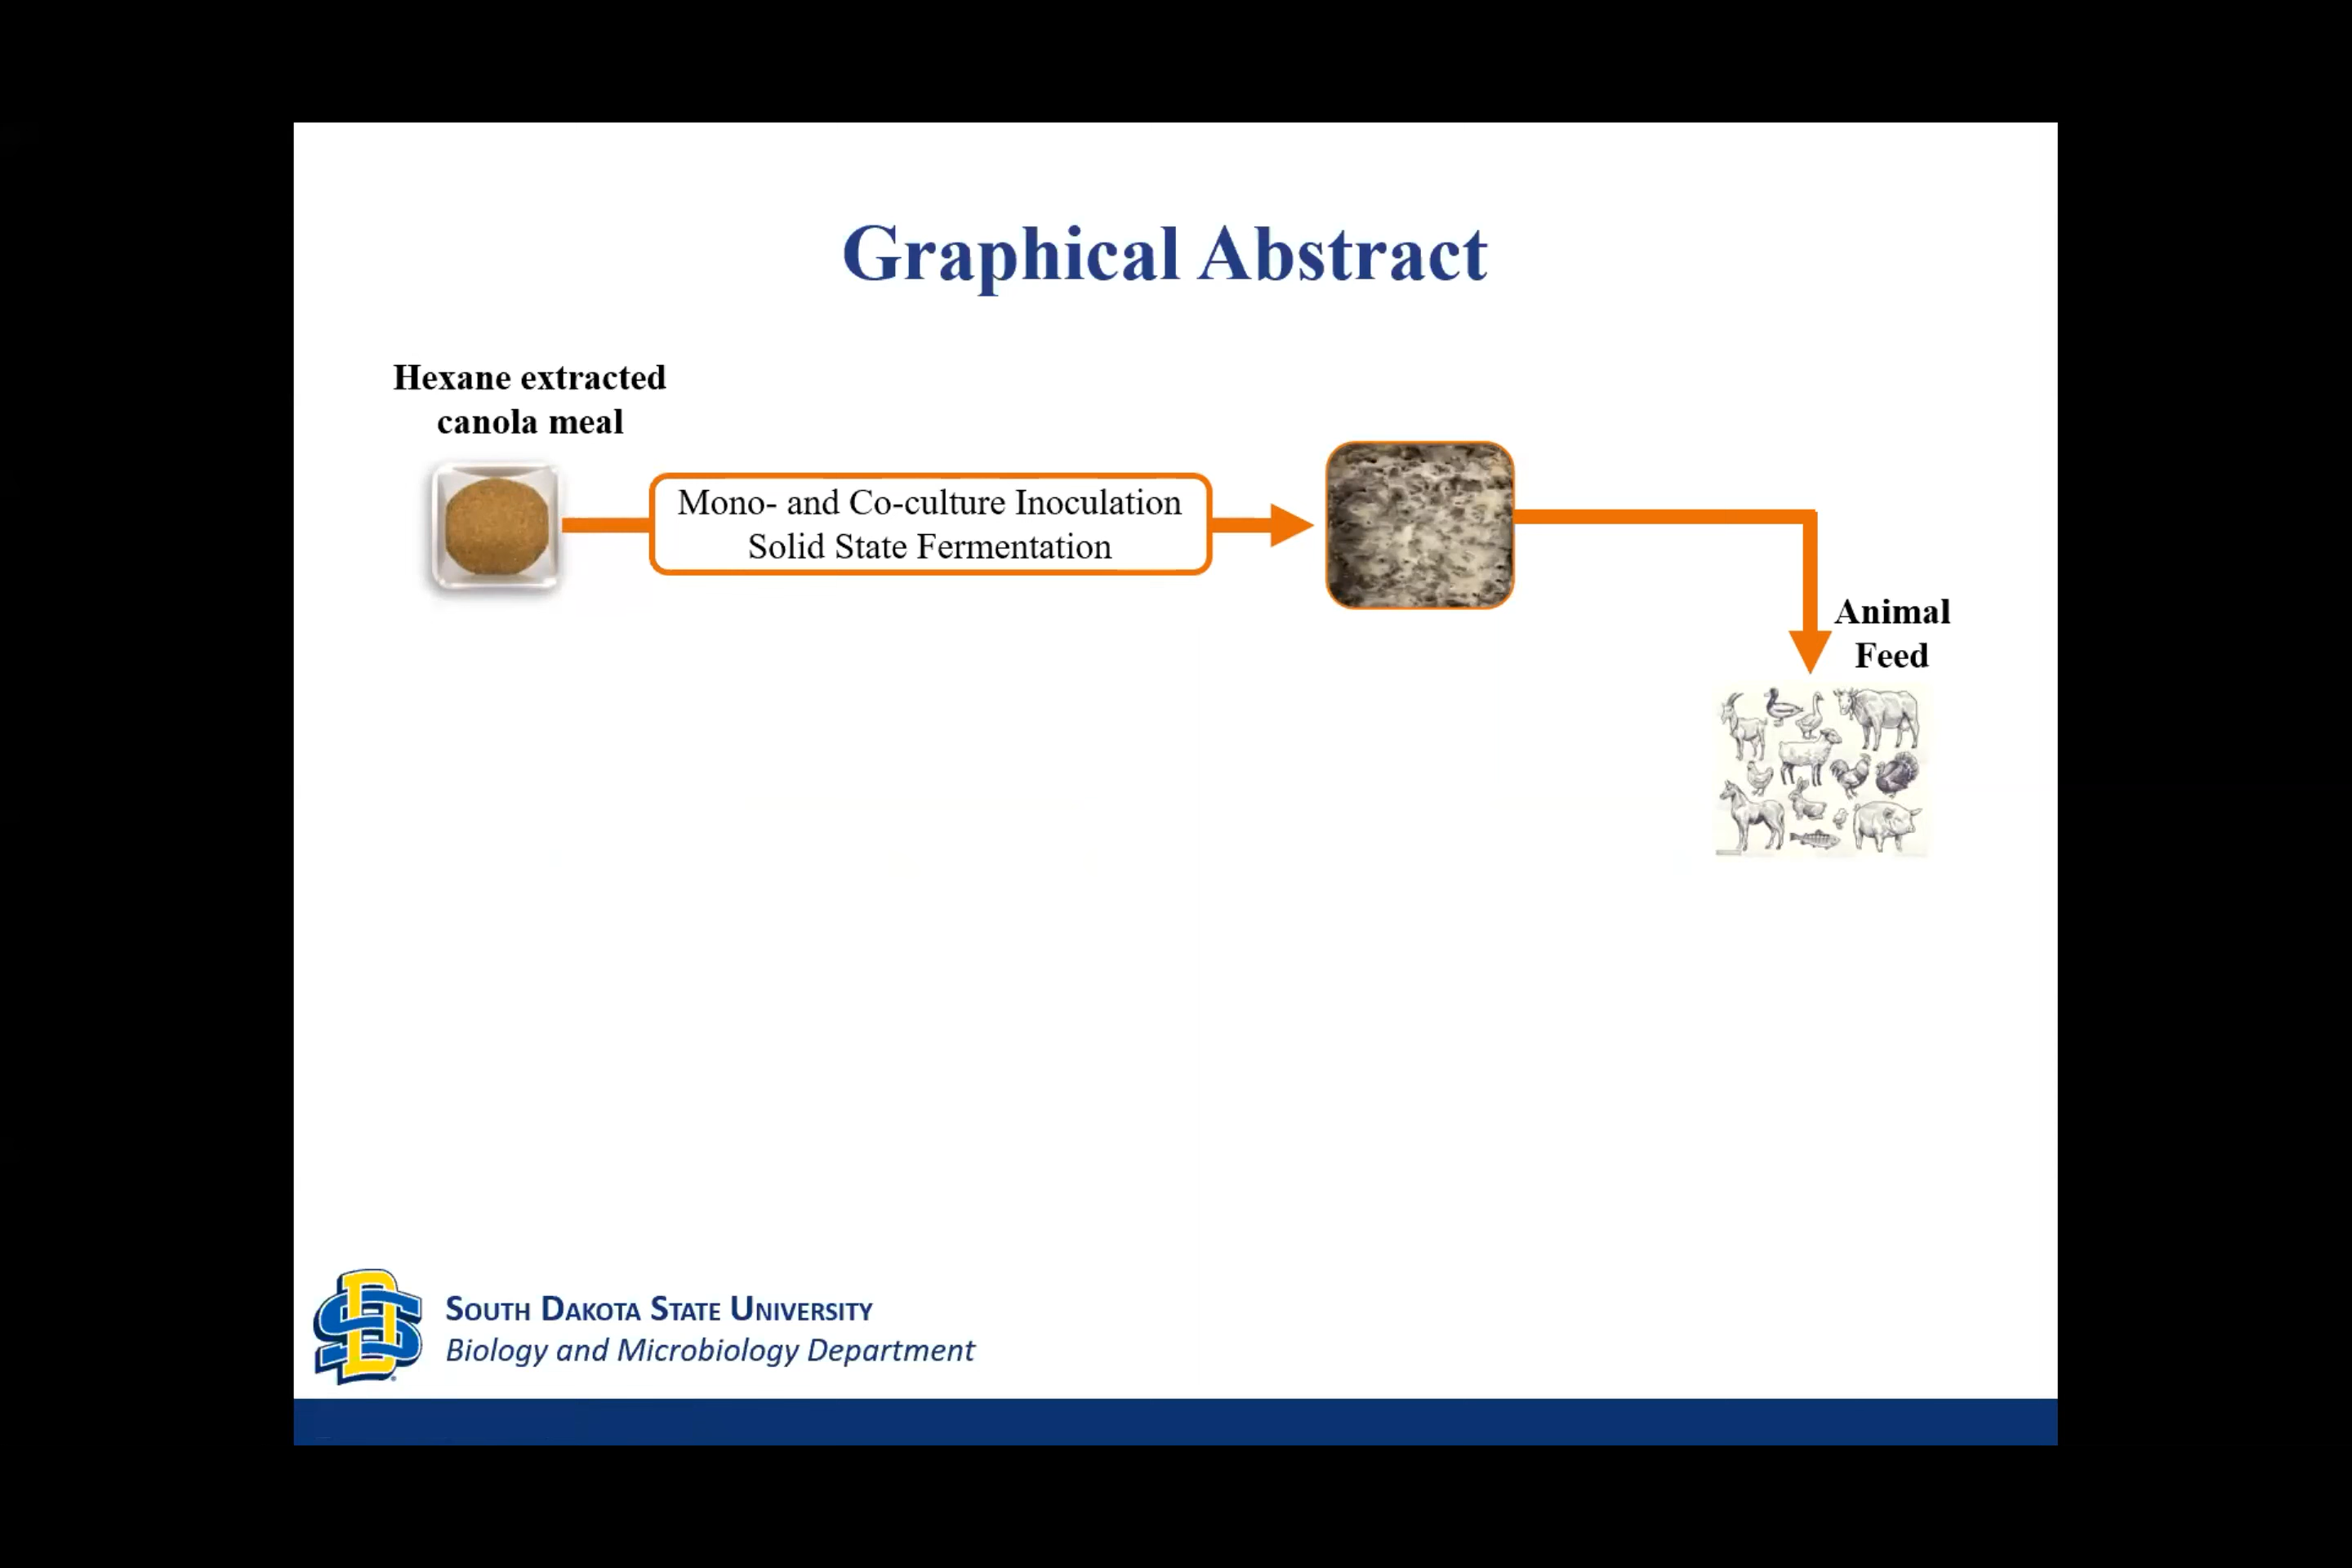 Graphical Abstract
Hexane extracted
canola meal
Mono- and Co-culture Inoculation
Solid State Fermentation
Animal
Feed
South Dakota State University
Biology and Microbiology Department